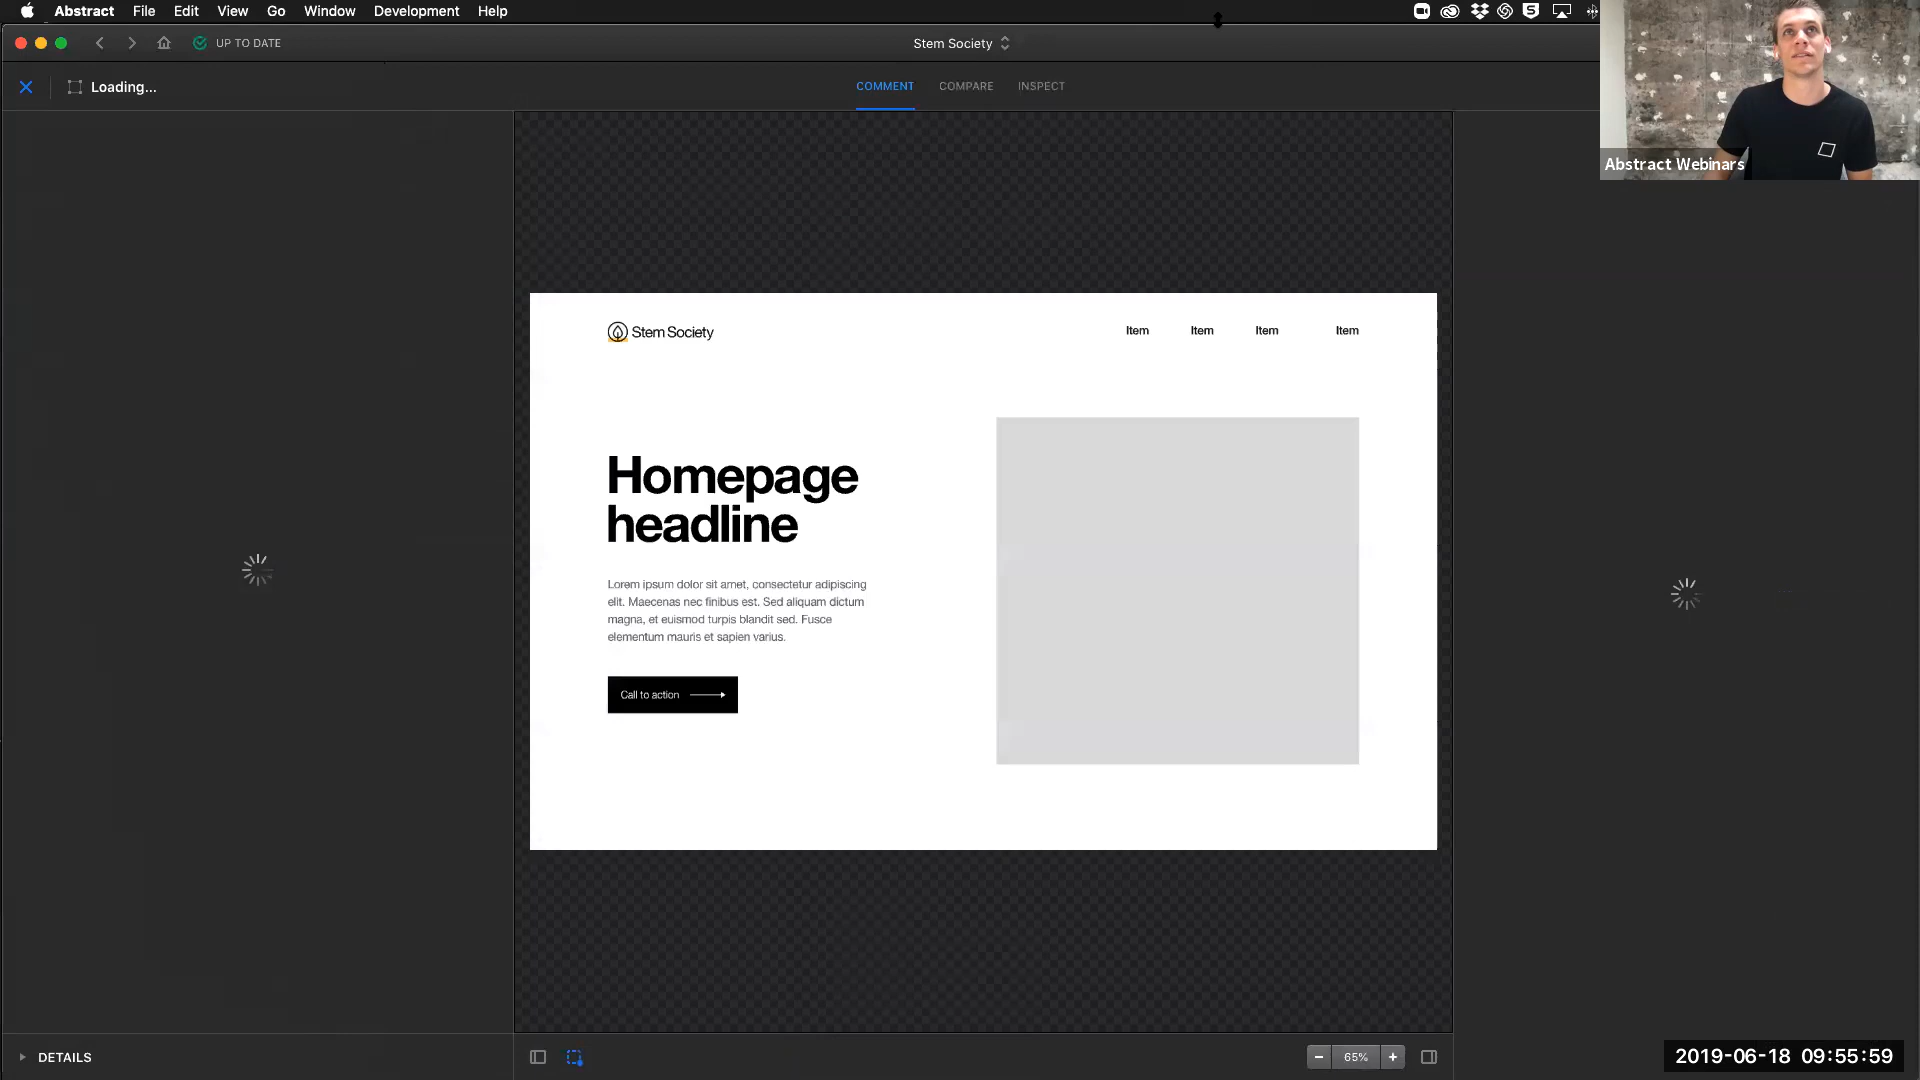 Abstract File Edit View Go Window Development Help
UP TO DATE
Stem Society
Loading...
COMMENT COMPARE INSPECT
Abstract Webinars
Stem Society
Item Item Item Item
Homepage
headline
Lorem ipsum dolor sit amet, consectetur adipiscing
elit. Maecenas nec finibus est. Sed aliquam dictum
magna, et euismod turpis blandit sed. Fusce
elementum mauris et sapien varius.
Call to action
DETAILS
65%
2019-06-18 09:55:59